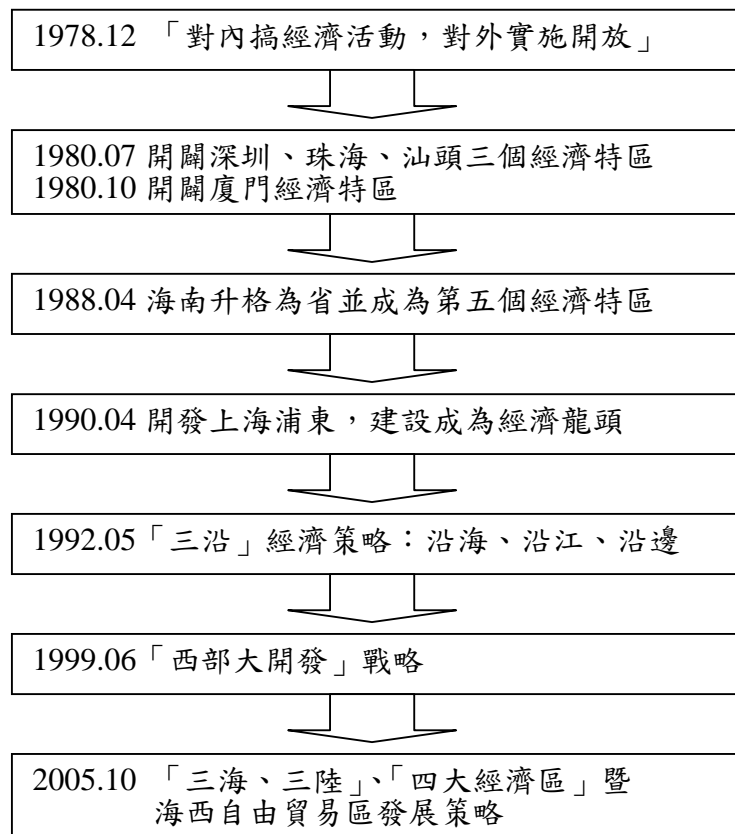 1978.12 「對內搞經濟活動，對外實施開放」
1980.07 開闢深圳、珠海、汕頭三個經濟特區
1980.10 開闢廈門經濟特區
1988.04 海南升格為省並成為第五個經濟特區
1990.04 開發上海浦東，建設成為經濟龍頭
1992.05「三沿」經濟策略：沿海、沿江、沿邊
1999.06「西部大開發」戰略
2005.10 「三海、三陸」、「四大經濟區」暨
海西自由貿易區發展策略